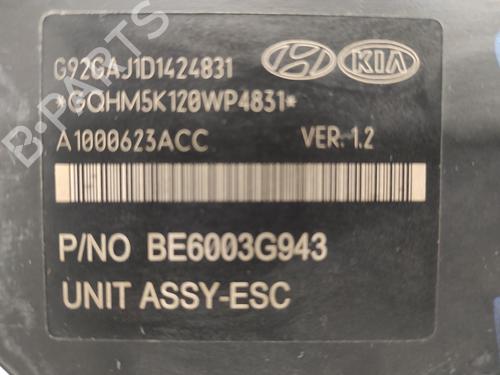 G92GAJ1D1424831
KIA
*GQHM5K120WP4831*
A1000623ACC VER. 1.2
P/NO BE6003G943
UNIT ASSY-ESC
B-PARTS